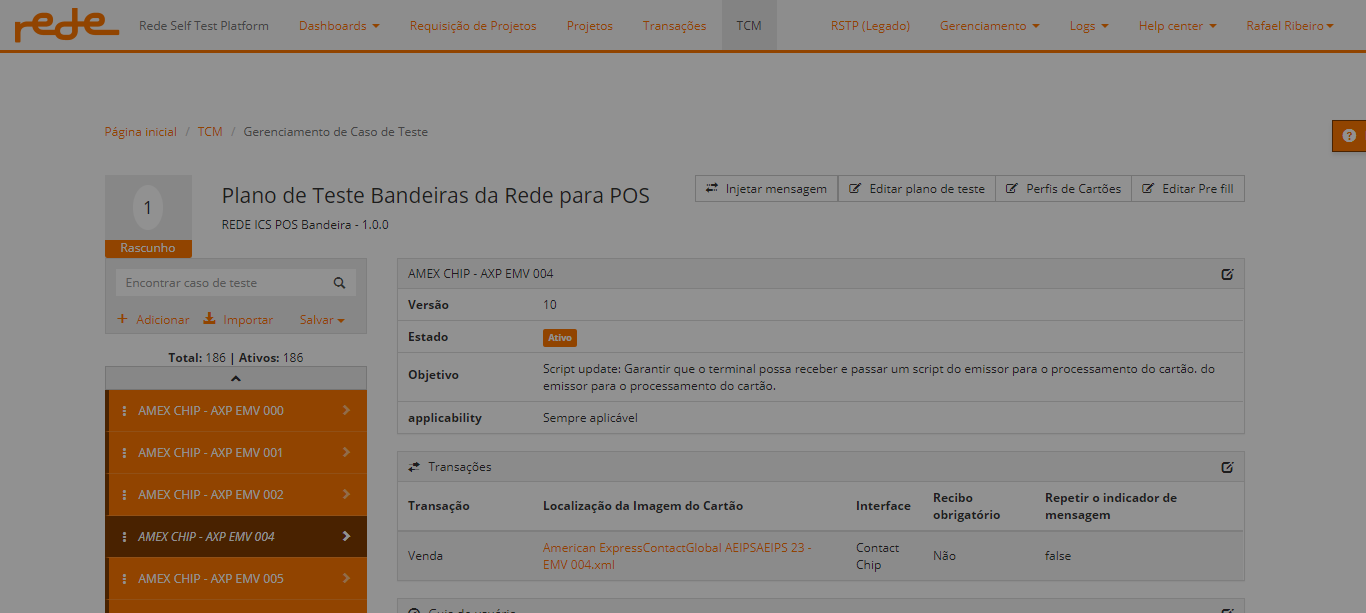 rede Rede Self Test Platform Dashboards Requisição de Projetos Projetos Transações TCM RSTP (Legado) Gerenciamento Logs Help center Rafael Ribeiro
Página inicial / TCM / Gerenciamento de Caso de Teste
1
Rascunho
Plano de Teste Bandeiras da Rede para POS
REDE ICS POS Bandeira - 1.0.0
Injetar mensagem Editar plano de teste Perfis de Cartões Editar Pre fill
Encontrar caso de teste
+ Adicionar Importar Salvar
Total: 186 | Ativos: 186
AMEX CHIP - AXP EMV 000
AMEX CHIP - AXP EMV 001
AMEX CHIP - AXP EMV 002
AMEX CHIP - AXP EMV 004
AMEX CHIP - AXP EMV 005
AMEX CHIP - AXP EMV 004
Versão 10
Estado Ativo
Objetivo Script update: Garantir que o terminal possa receber e passar um script do emissor para o processamento do cartão. do
emissor para o processamento do cartão.
applicability Sempre aplicável
Transações
Transação Localização da Imagem do Cartão Interface Recibo obrigatório Repetir o indicador de mensagem
Venda American ExpressContactGlobal AEIPSAEIPS 23 - EMV 004.xml Contact Chip Não false
Guia do usuário